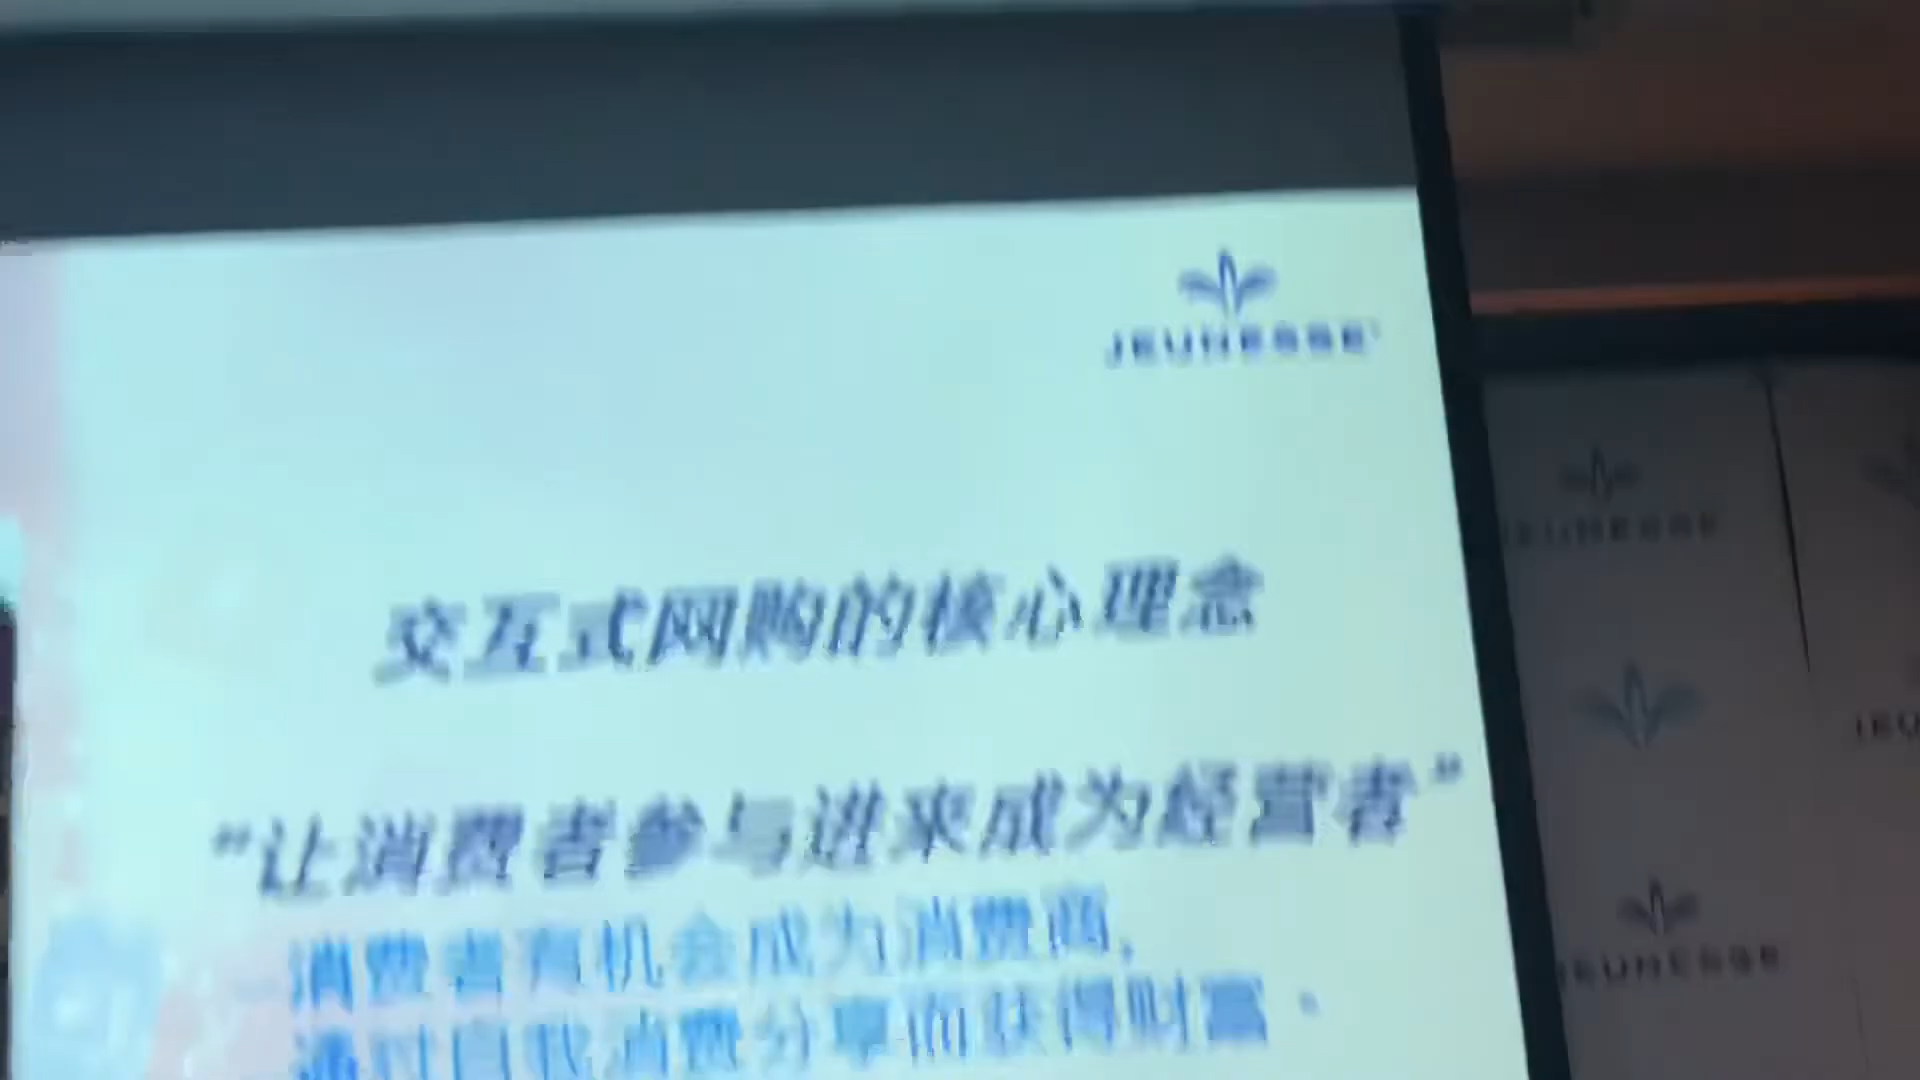 JEUNESSE
交互式网购的核心理念
“让消费者参与进来成为经营者”
消费者有机会成为消费商,
通过自我消费分享而获得财富。
JEUNESSE
JEU
JEUNESSE